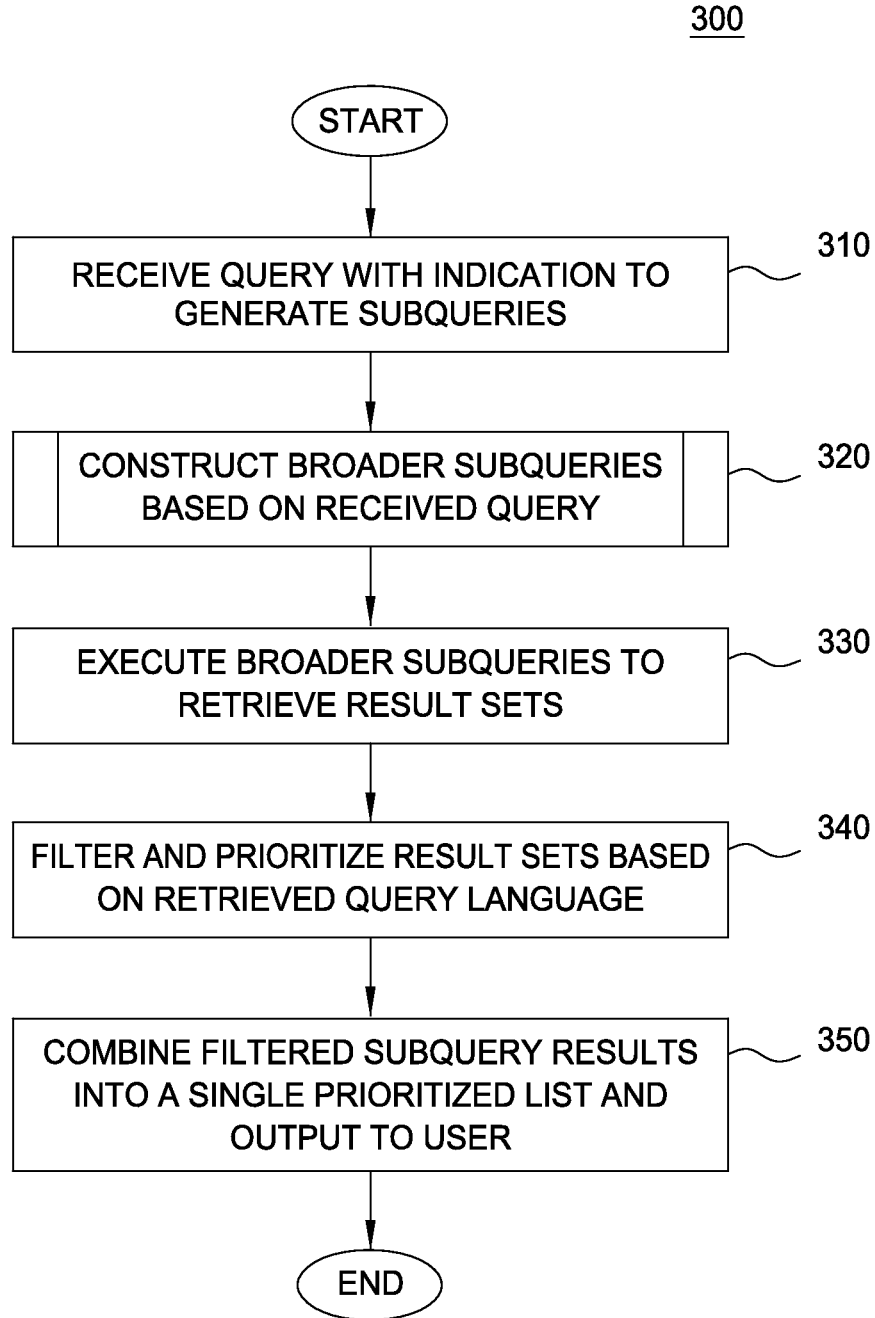 300
START
RECEIVE QUERY WITH INDICATION TO
GENERATE SUBQUERIES
310
CONSTRUCT BROADER SUBQUERIES
BASED ON RECEIVED QUERY
320
EXECUTE BROADER SUBQUERIES TO
RETRIEVE RESULT SETS
330
FILTER AND PRIORITIZE RESULT SETS BASED
ON RETRIEVED QUERY LANGUAGE
340
COMBINE FILTERED SUBQUERY RESULTS
INTO A SINGLE PRIORITIZED LIST AND
OUTPUT TO USER
350
END